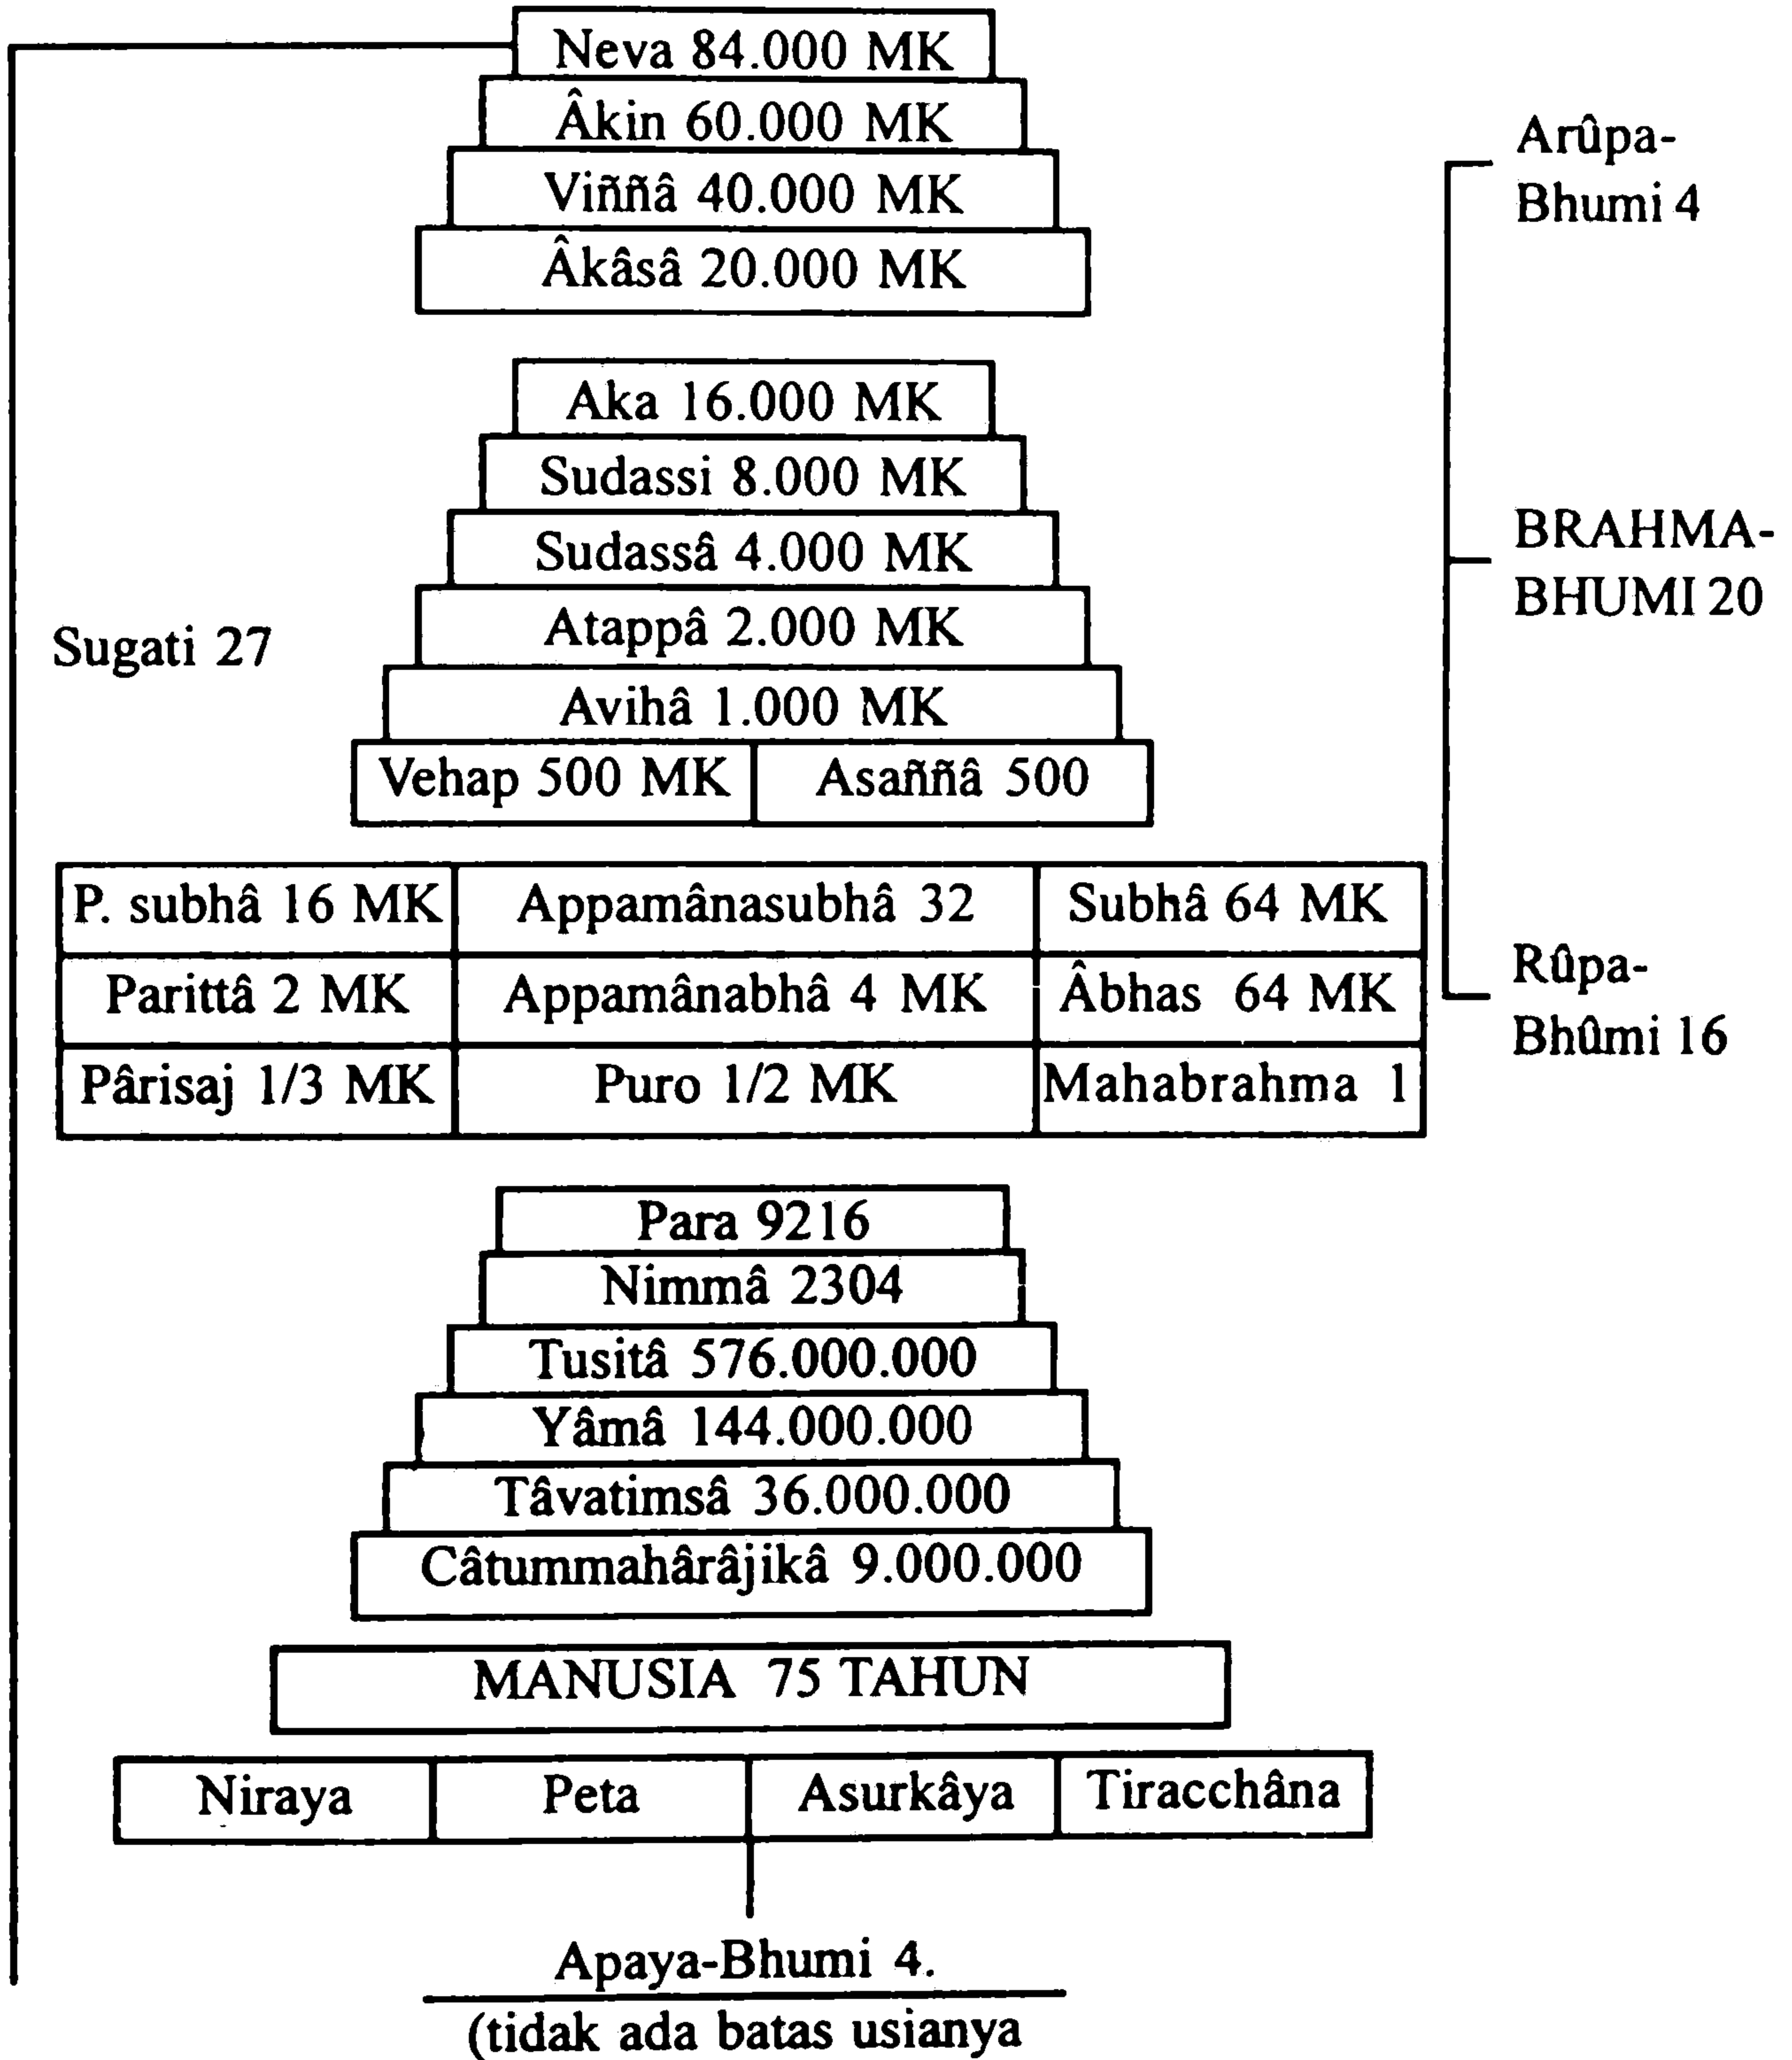 Neva 84.000 MK
Âkin 60.000 MK
Viññâ 40.000 MK
Âkâsâ 20.000 MK
Arûpa-
Bhumi 4
Aka 16.000 MK
Sudassi 8.000 MK
Sudassâ 4.000 MK
Atappâ 2.000 MK
Avihâ 1.000 MK
Vehap 500 MK Asaññâ 500
Sugati 27
BRAHMA-
BHUMI 20
P. subhâ 16 MK Appamânasubhâ 32 Subhâ 64 MK
Parittâ 2 MK Appamânabhâ 4 MK Âbhas 64 MK
Pârisaj 1/3 MK Puro 1/2 MK Mahabrahma 1
Rûpa-
Bhûmi 16
Para 9216
Nimmâ 2304
Tusitâ 576.000.000
Yâmâ 144.000.000
Tâvatimsâ 36.000.000
Câtummahârâjikâ 9.000.000
MANUSIA 75 TAHUN
Niraya Peta Asurkâya Tiracchâna
Apaya-Bhumi 4.
(tidak ada batas usianya